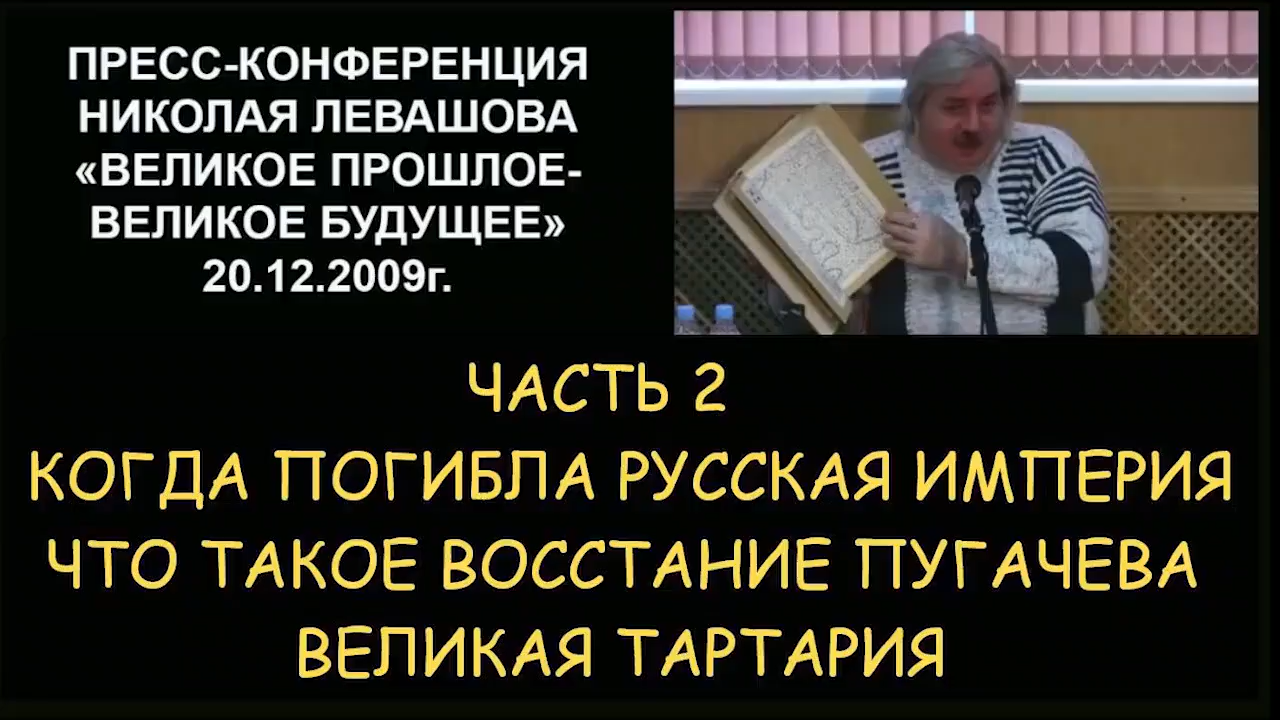 ПРЕСС-КОНФЕРЕНЦИЯ
НИКОЛАЯ ЛЕВАШОВА
«ВЕЛИКОЕ ПРОШЛОЕ-
ВЕЛИКОЕ БУДУЩЕЕ»
20.12.2009г.
ЧАСТЬ 2
КОГДА ПОГИБЛА РУССКАЯ ИМПЕРИЯ
ЧТО ТАКОЕ ВОССТАНИЕ ПУГАЧЕВА
ВЕЛИКАЯ ТАРТАРИЯ